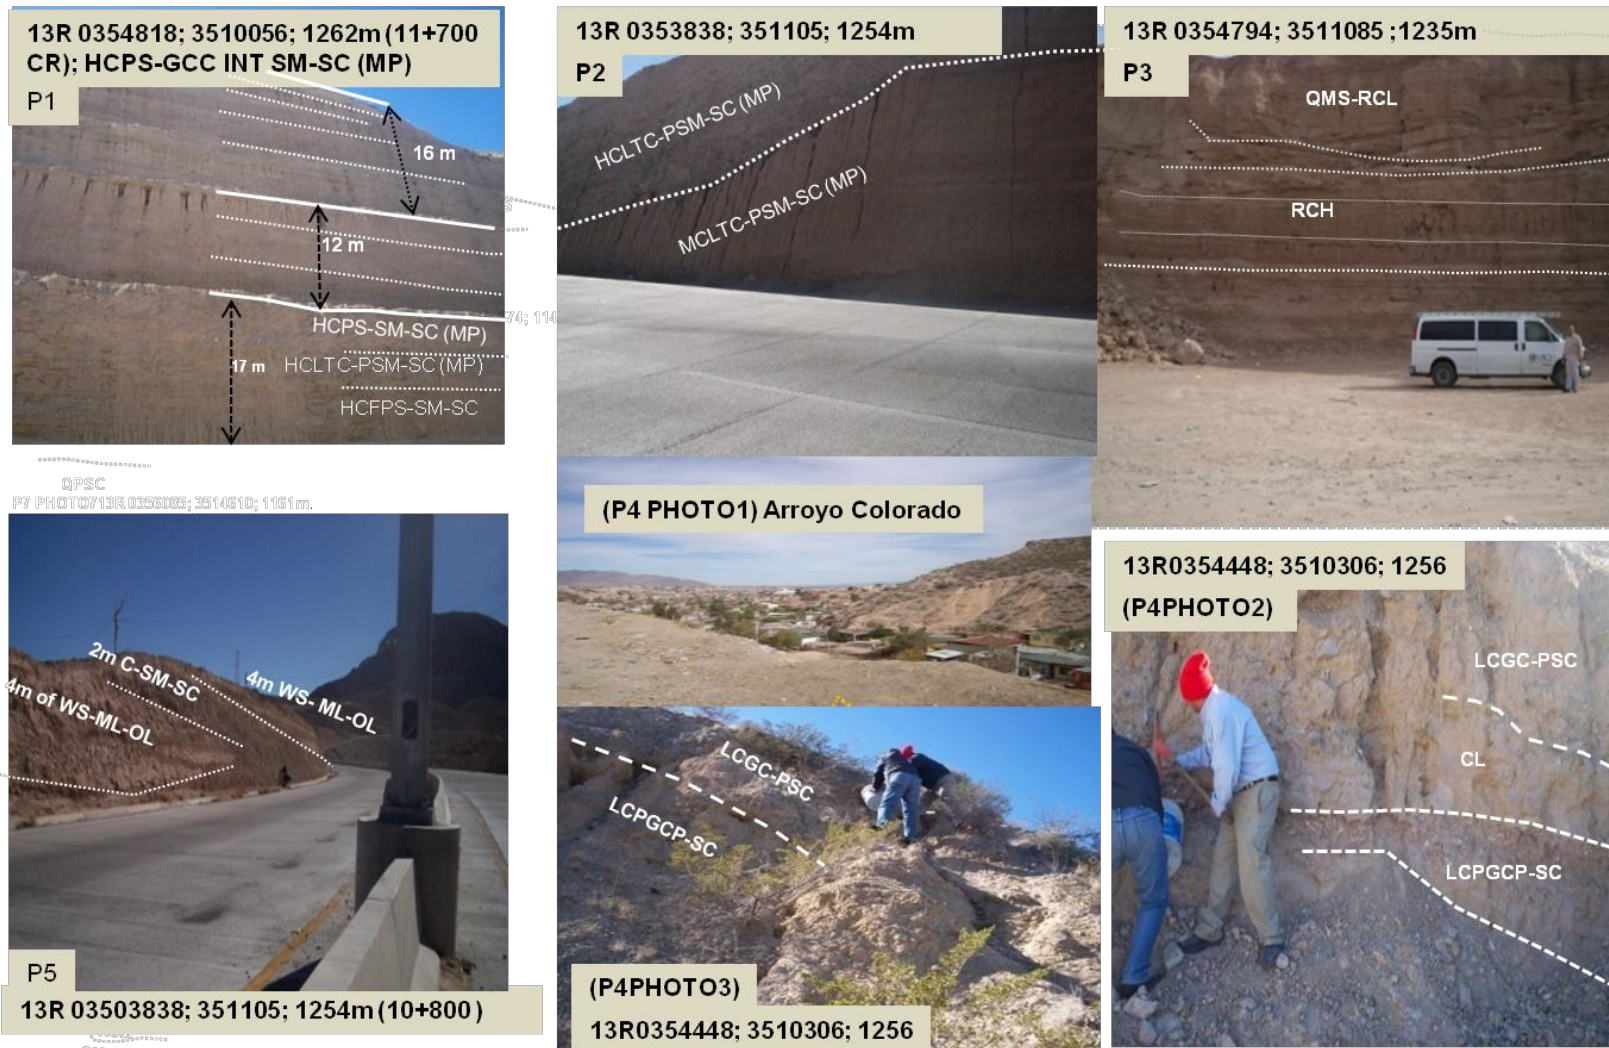 13R 0354818; 3510056; 1262m (11+700
CR); HCPS-GCC INT SM-SC (MP)
P1
16 m
12 m
HCPS-SM-SC (MP)
17 m
HCLTC-PSM-SC (MP)
HCFPS-SM-SC
13R 0353838; 351105; 1254m
P2
HCLTC-PSM-SC (MP)
MCLTC-PSM-SC (MP)
13R 0354794; 3511085 ;1235m
P3
QMS-RCL
RCH
QPSC
P7 PHOTO713R 0356085; 3514610; 1161m.
2m C-SM-SC
4m WS- ML-OL
4m of WS-ML-OL
P5
13R 03503838; 351105; 1254m (10+800 )
(P4 PHOTO1) Arroyo Colorado
LCGC-PSC
LCPGCP-SC
(P4PHOTO3)
13R0354448; 3510306; 1256
13R0354448; 3510306; 1256
(P4PHOTO2)
LCGC-PSC
CL
LCPGCP-SC